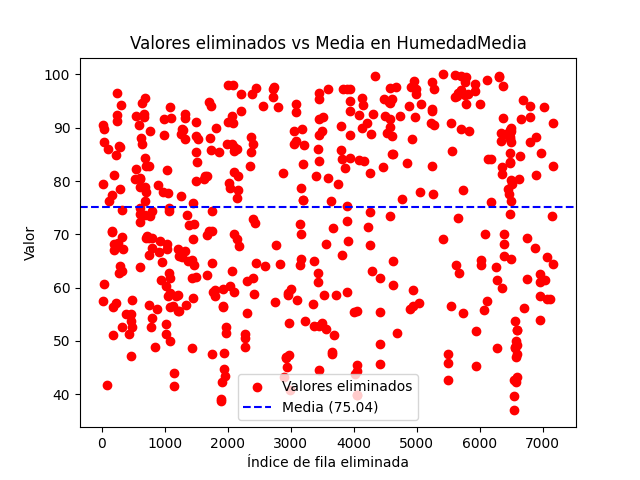 Valores eliminados vs Media en HumedadMedia
100
90
80
70
60
50
40
Valor
Valores eliminados
Media (75.04)
0 1000 2000 3000 4000 5000 6000 7000
Índice de fila eliminada